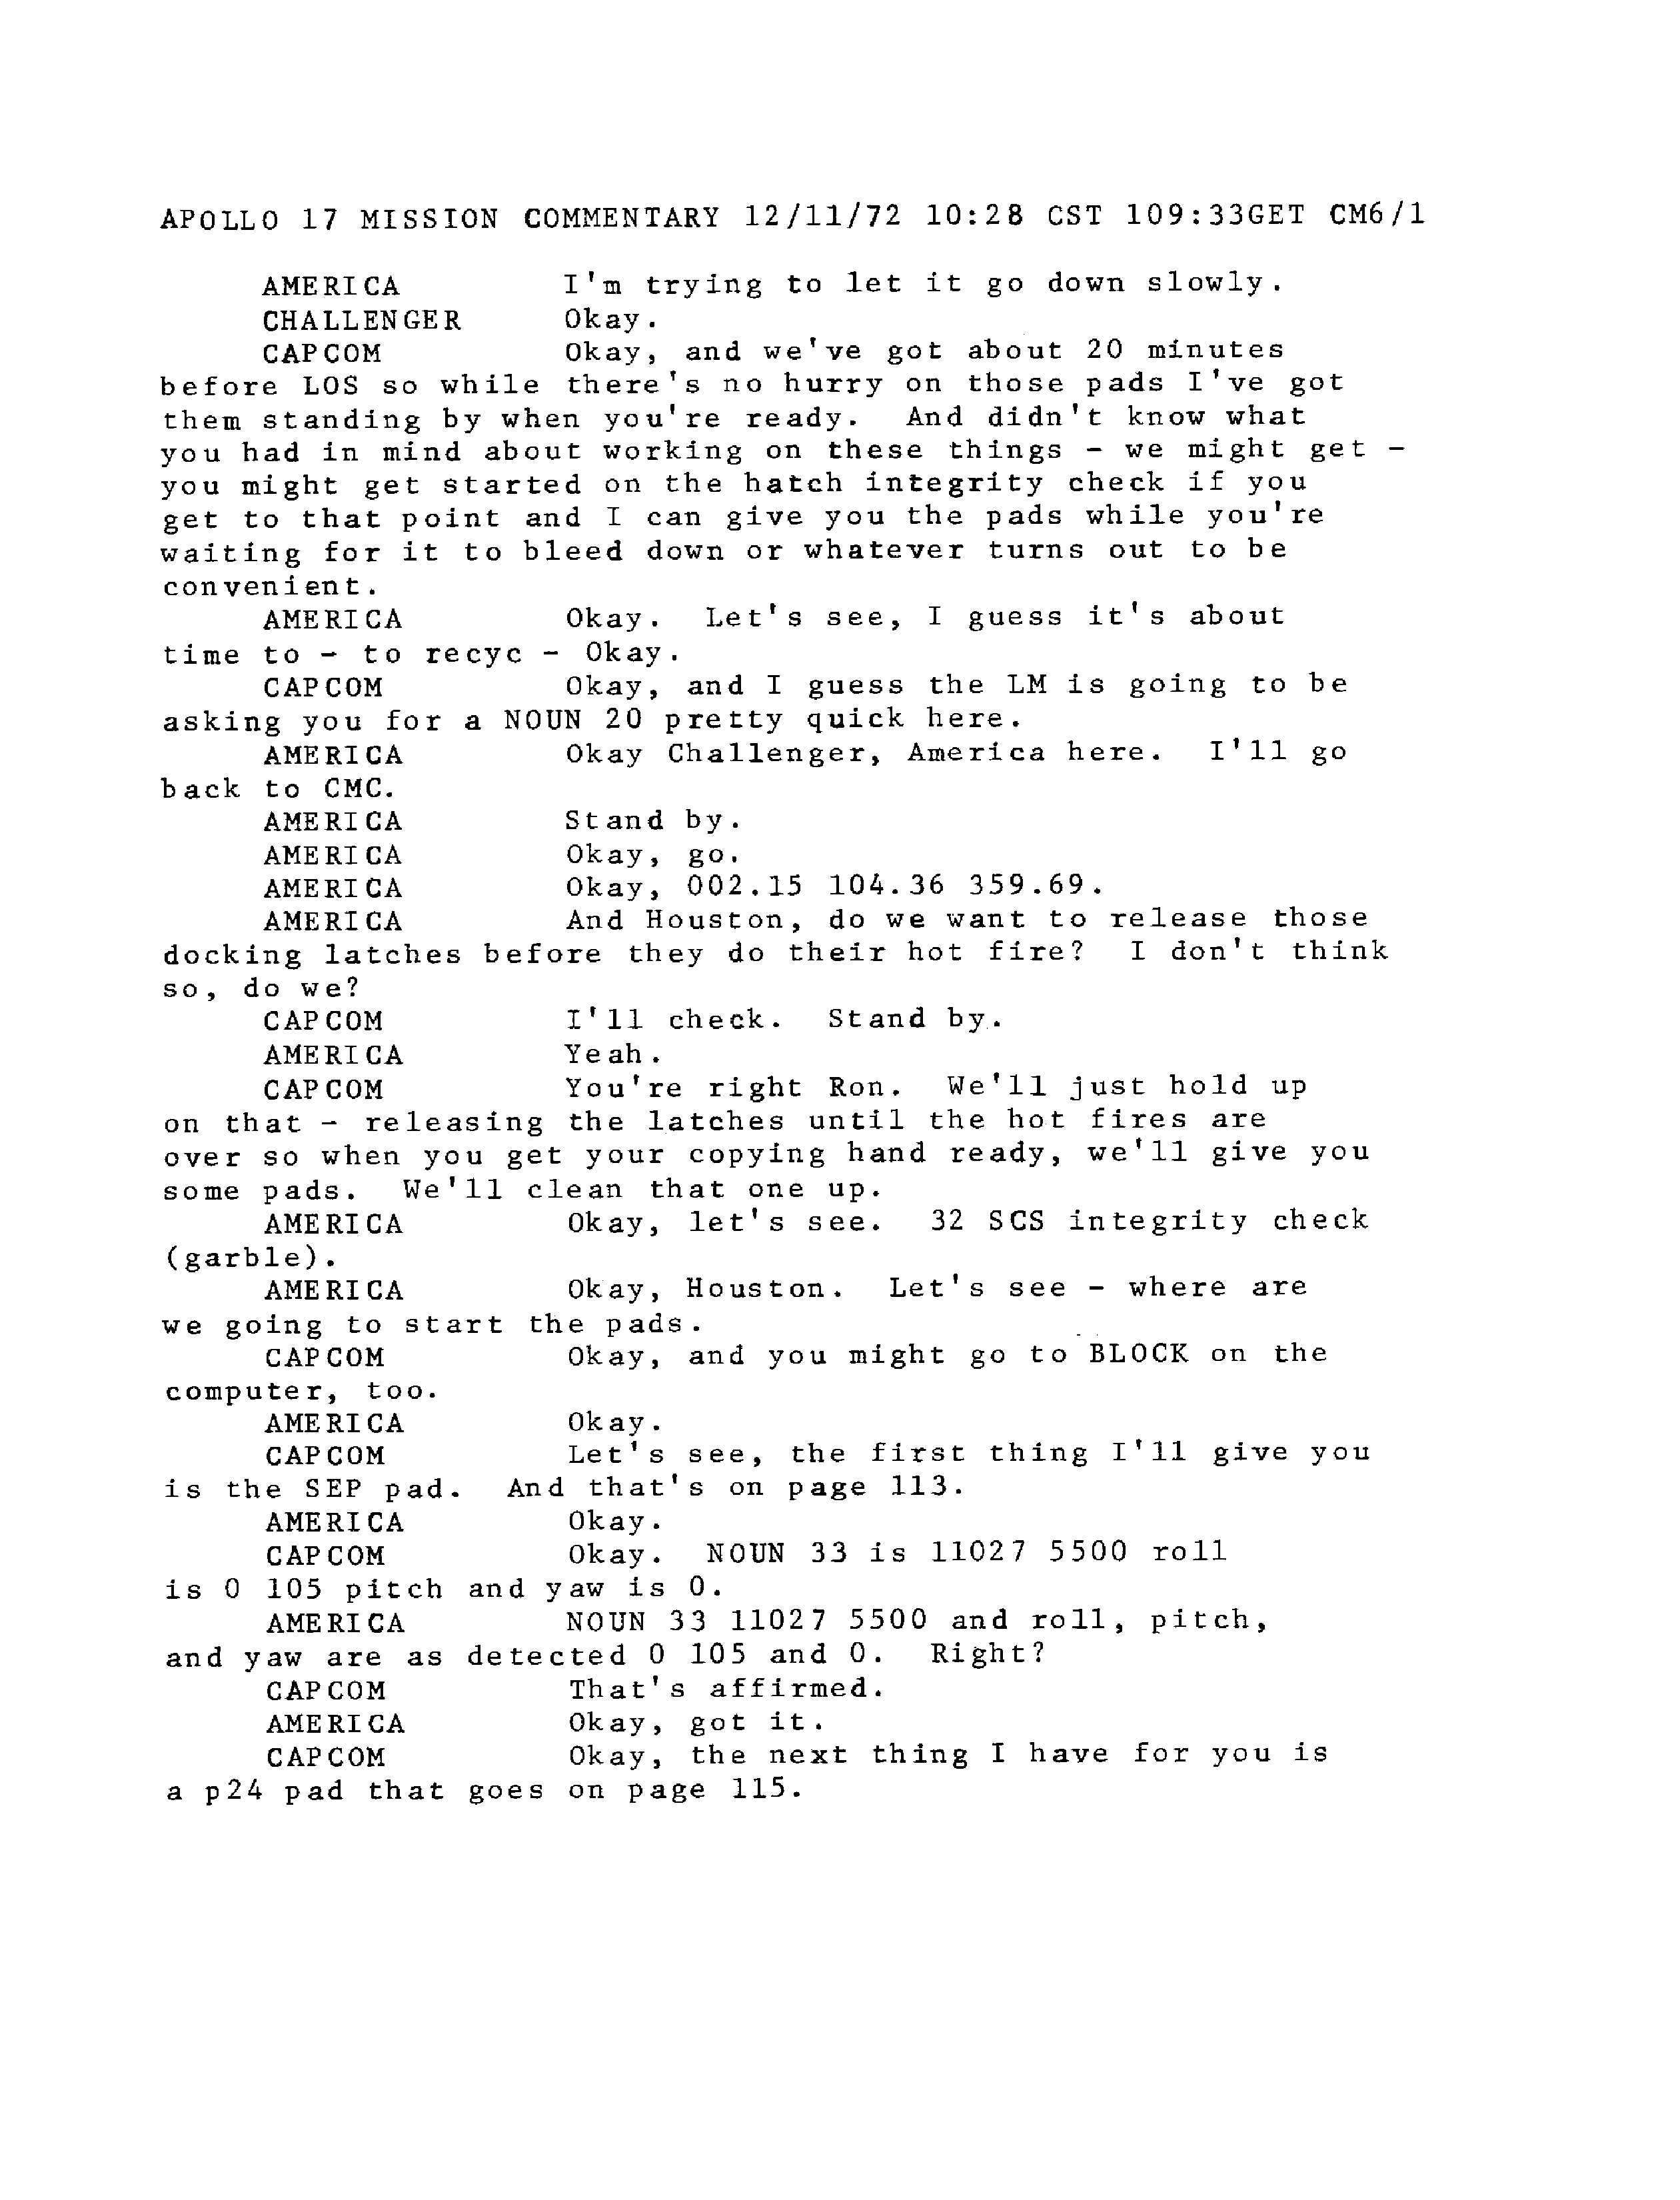 APOLLO 17 MISSION COMMENTARY 12/11/72 10:28 CST 109:33GET CM6/1
AMERICA I'm trying to let it go down slowly.
CHALLENGER Okay.
CAPCOM Okay, and we've got about 20 minutes
before LOS so while there's no hurry on those pads I've got
them standing by when you're ready. And didn't know what
you had in mind about working on these things - we might get -
you might get started on the hatch integrity check if you
get to that point and I can give you the pads while you're
waiting for it to bleed down or whatever turns out to be
convenient.
AMERICA Okay. Let's see, I guess it's about
time to - to recyc - Okay.
CAPCOM Okay, and I guess the LM is going to be
asking you for a NOUN 20 pretty quick here.
AMERICA Okay Challenger, America here. I'll go
back to CMC.
AMERICA Stand by.
AMERICA Okay, go.
AMERICA Okay, 002.15 104.36 359.69.
AMERICA And Houston, do we want to release those
docking latches before they do their hot fire? I don't think
so, do we?
CAPCOM I'll check. Stand by.
AMERICA Yeah.
CAPCOM You're right Ron. We'll just hold up
on that - releasing the latches until the hot fires are
over so when you get your copying hand ready, we'll give you
some pads. We'll clean that one up.
AMERICA Okay, let's see. 32 SCS integrity check
(garble).
AMERICA Okay, Houston. Let's see - where are
we going to start the pads.
CAPCOM Okay, and you might go to BLOCK on the
computer, too.
AMERICA Okay.
CAPCOM Let's see, the first thing I'll give you
is the SEP pad. And that's on page 113.
AMERICA Okay.
CAPCOM Okay. NOUN 33 is 11027 5500 roll
is 0 105 pitch and yaw is 0.
AMERICA NOUN 33 11027 5500 and roll, pitch,
and yaw are as detected 0 105 and 0. Right?
CAPCOM That's affirmed.
AMERICA Okay, got it.
CAPCOM Okay, the next thing I have for you is
a p24 pad that goes on page 115.